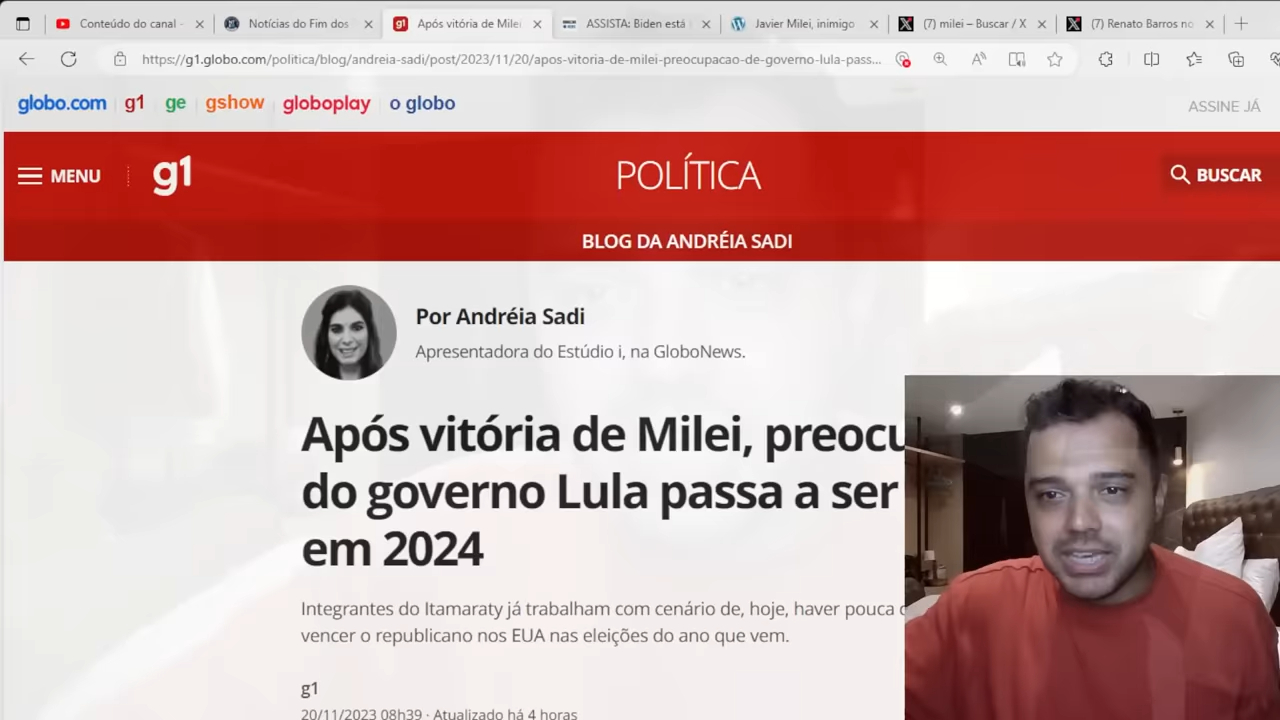 Conteúdo do canal -
Notícias do Fim dos
Após vitória de Milei
ASSISTA: Biden está
Javier Milei, inimigo
(7) milei – Buscar / X
(7) Renato Barros no
https://g1.globo.com/politica/blog/andreia-sadi/post/2023/11/20/apos-vitoria-de-milei-preocupacao-de-governo-lula-pass...
globo.com g1 ge gshow globoplay o globo
ASSINE JÁ
MENU
g1
POLÍTICA
BUSCAR
BLOG DA ANDRÉIA SADI
Por Andréia Sadi
Apresentadora do Estúdio i, na GloboNews.
Após vitória de Milei, preocu
do governo Lula passa a ser
em 2024
Integrantes do Itamaraty já trabalham com cenário de, hoje, haver pouca
vencer o republicano nos EUA nas eleições do ano que vem.
g1
20/11/2023 08h39 · Atualizado há 4 horas